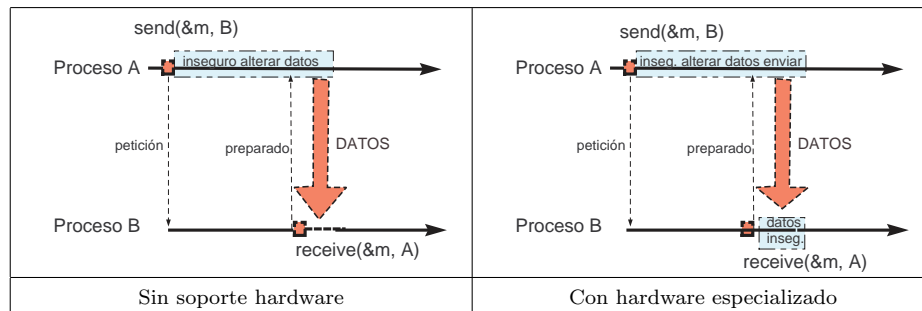 send(&m, B)
Proceso A
inseguro alterar datos
petición
preparado
DATOS
Proceso B
receive(&m, A)
Sin soporte hardware
send(&m, B)
Proceso A
inseg. alterar datos enviar
petición
preparado
DATOS
Proceso B
datos
inseg.
receive(&m, A)
Con hardware especializado